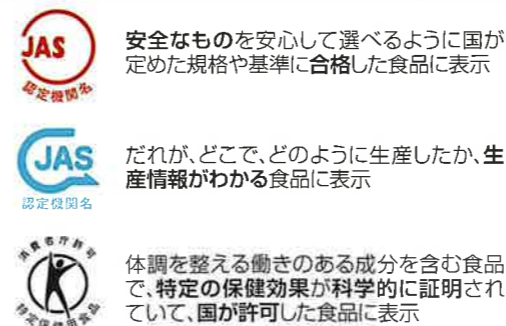 JAS
認定機関名
安全なものを安心して選べるように国が
定めた規格や基準に合格した食品に表示
JAS
認定機関名
だれが、どこで、どのように生産したか、生
産情報がわかる食品に表示
消費者庁許可
特定保健用食品
体調を整える働きのある成分を含む食品
で、特定の保健効果が科学的に証明され
ていて、国が許可した食品に表示